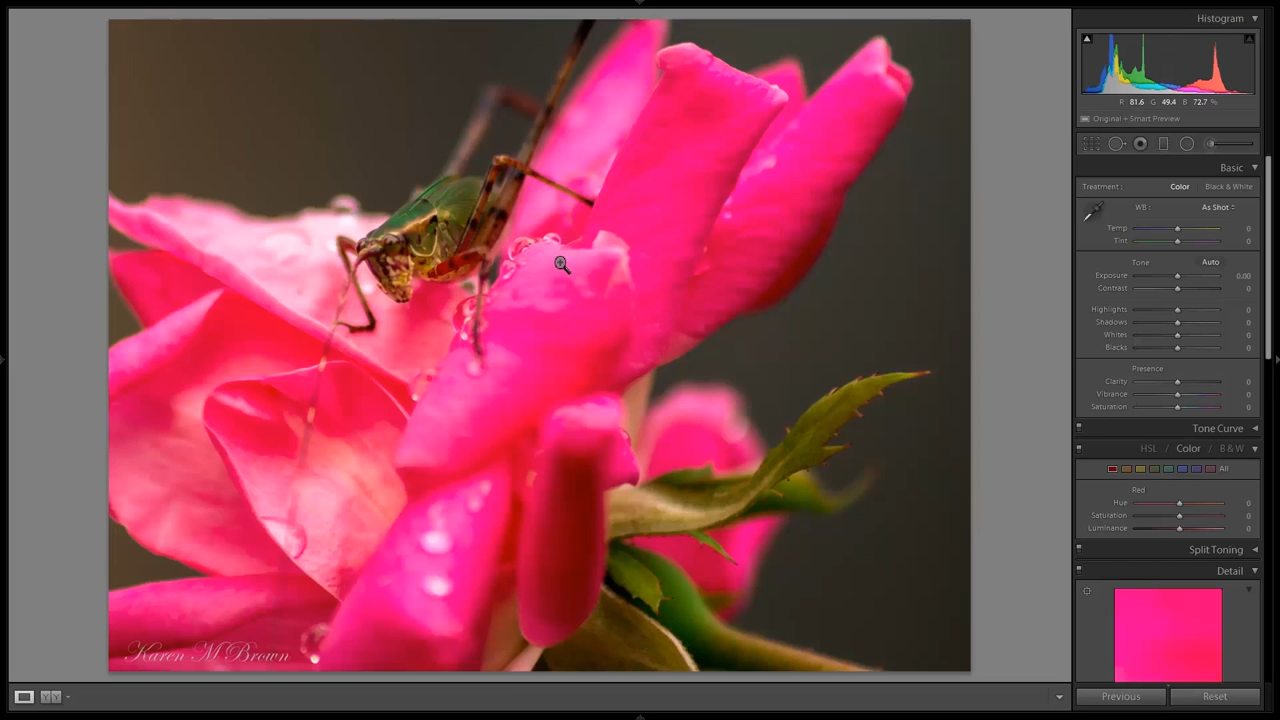 Histogram
R 81.6 G 49.4 B 72.7 %
Original + Smart Preview
Basic
Treatment : Color Black & White
WB : As Shot
Temp 0
Tint 0
Tone Auto
Exposure 0.00
Contrast 0
Highlights 0
Shadows 0
Whites 0
Blacks 0
Presence
Clarity 0
Vibrance 0
Saturation 0
Tone Curve
HSL / Color / B & W
All
Red
Hue 0
Saturation 0
Luminance 0
Split Toning
Detail
Karen M Brown
Y Y
Previous Reset